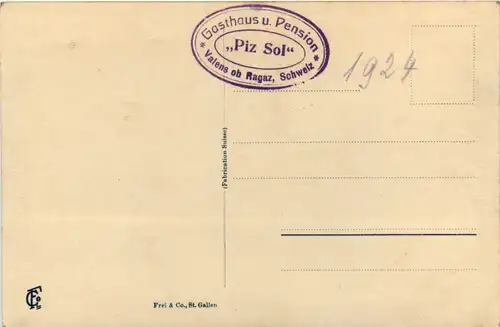 Gasthaus u. Pension
„Piz Sol“
* Valens ob Ragaz, Schweiz *
1924
(Fabrication Suisse)
Frei & Co., St. Gallen